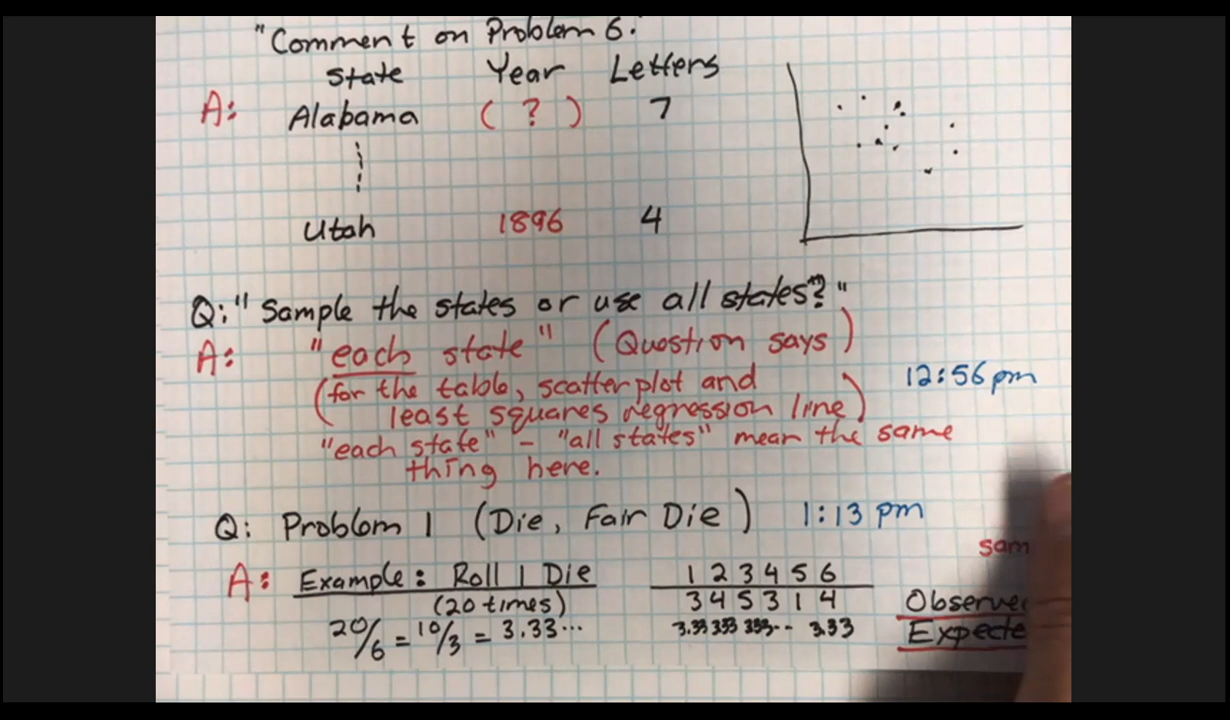 "Comment on Problem 6.
State Year Letters
A: Alabama ( ? ) 7
Utah 1896 4
Q: "Sample the states or use all states?"
A: "each state" (Question says)
(for the table, scatterplot and
least squares regression line)
12:56 pm
"each state" - "all states" mean the same
thing here.
Q: Problem 1 (Die, Fair Die) 1:13 pm
sam
A: Example: Roll 1 Die 1 2 3 4 5 6
(20 times) 3 4 5 3 1 4 Observe
20/6 = 10/3 = 3.33... 3.33 3.33 3.33.. 3.33 Expecte